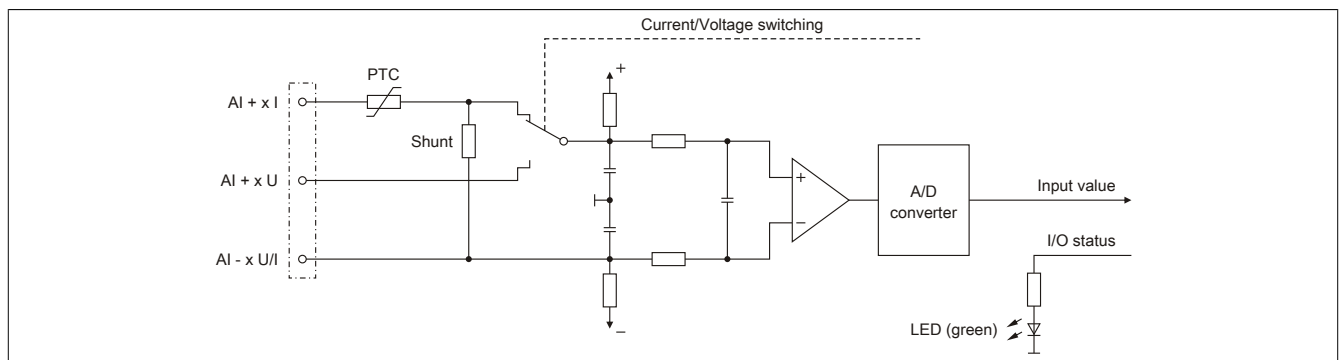 Current/Voltage switching
PTC
+
AI + x I
Shunt
AI + x U
+
−
A/D
converter
Input value
I/O status
AI - x U/I
−
LED (green)